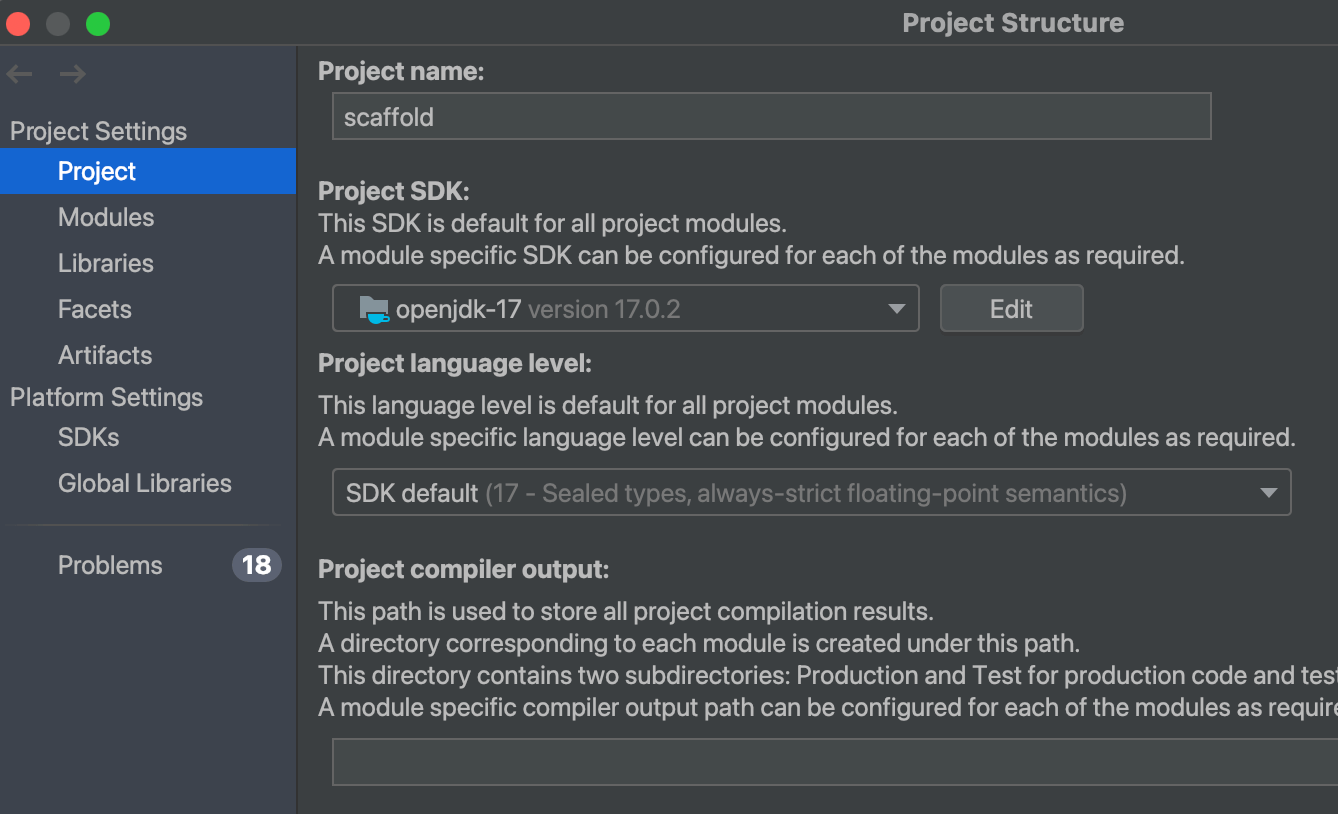 Project Structure
Project Settings
Project
Modules
Libraries
Facets
Artifacts
Platform Settings
SDKs
Global Libraries
Problems 18
Project name:
scaffold
Project SDK:
This SDK is default for all project modules.
A module specific SDK can be configured for each of the modules as required.
openjdk-17 version 17.0.2 Edit
Project language level:
This language level is default for all project modules.
A module specific language level can be configured for each of the modules as required.
SDK default (17 - Sealed types, always-strict floating-point semantics)
Project compiler output:
This path is used to store all project compilation results.
A directory corresponding to each module is created under this path.
This directory contains two subdirectories: Production and Test for production code and test
A module specific compiler output path can be configured for each of the modules as require